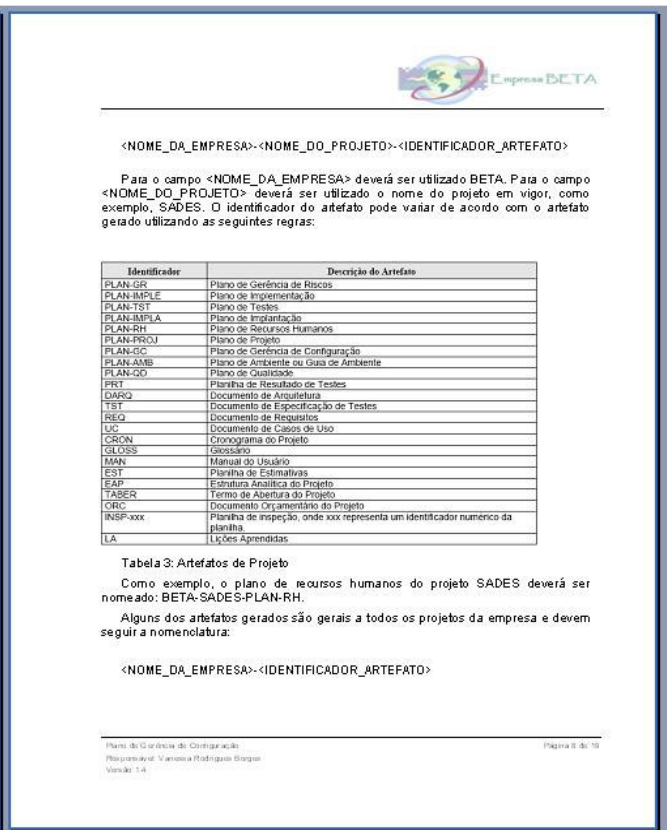 Empresa BETA
<NOME_DA_EMPRESA>-<NOME_DO_PROJETO>-<IDENTIFICADOR_ARTEFATO>
Para o campo <NOME_DA_EMPRESA> deverá ser utilizado BETA. Para o campo
<NOME_DO_PROJETO> deverá ser utilizado o nome do projeto em vigor, como
exemplo, SADES. O identificador do artefato pode variar de acordo com o artefato
gerado utilizando as seguintes regras:
Identificador Descrição do Artefato
PLAN-GR Plano de Gerência de Riscos
PLAN-IMPLE Plano de Implementação
PLAN-TST Plano de Testes
PLAN-IMPLA Plano de Implantação
PLAN-RH Plano de Recursos Humanos
PLAN-PROJ Plano de Projeto
PLAN-GC Plano de Gerência de Configuração
PLAN-AMB Plano de Ambiente ou Guia de Ambiente
PLAN-QD Plano de Qualidade
PRT Planilha de Resultado de Testes
DARQ Documento de Arquitetura
TST Documento de Especificação de Testes
REQ Documento de Requisitos
UC Documento de Casos de Uso
CRON Cronograma do Projeto
GLOSS Glossário
MAN Manual do Usuário
EST Planilha de Estimativas
EAP Estrutura Analítica do Projeto
TABER Termo de Abertura do Projeto
ORC Documento Orçamentário do Projeto
INSP-xxx Planilha de inspeção, onde xxx representa um identificador numérico da
planilha.
LA Lições Aprendidas
Tabela 3: Artefatos de Projeto
Como exemplo, o plano de recursos humanos do projeto SADES deverá ser
nomeado: BETA-SADES-PLAN-RH.
Alguns dos artefatos gerados são gerais a todos os projetos da empresa e devem
seguir a nomenclatura:
<NOME_DA_EMPRESA>-<IDENTIFICADOR_ARTEFATO>
Plano de Gerência de Configuração Página 8 de
Responsável: Vanessa Rodrigues Borges
Versão: 1.4